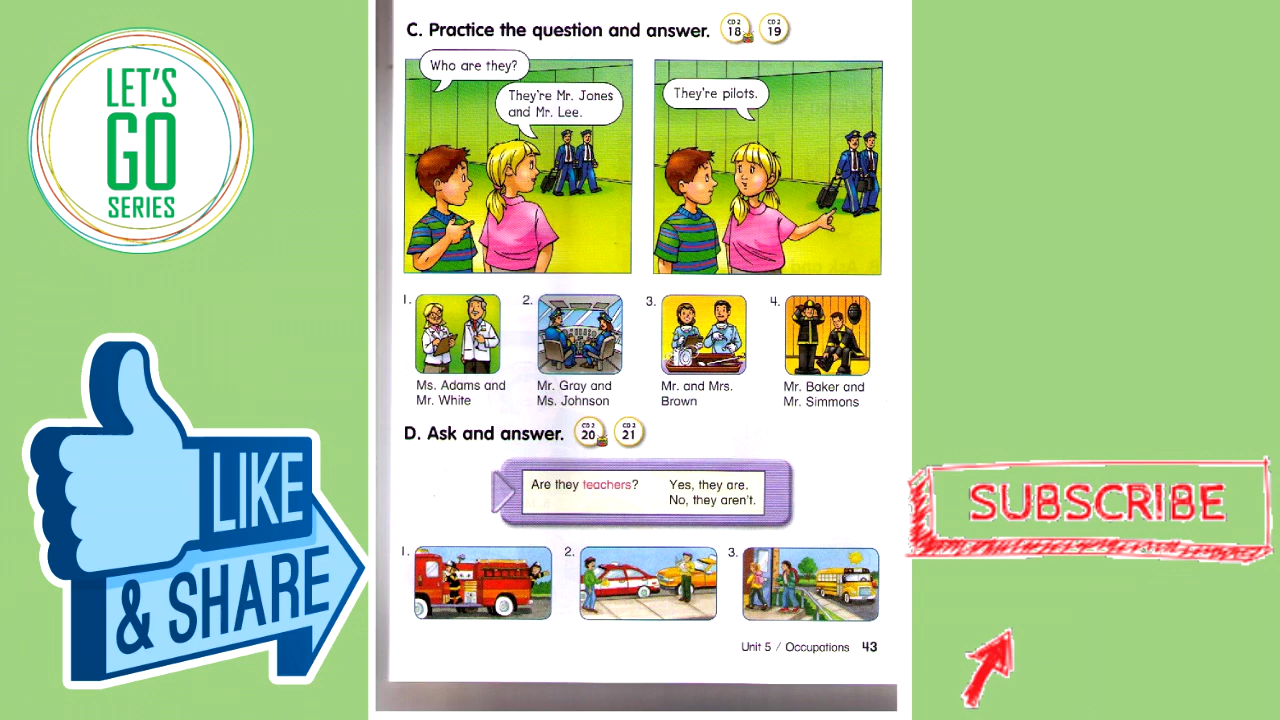 LET'S
GO
SERIES
LIKE
& SHARE
C. Practice the question and answer.
CD 2
18
CD 2
19
Who are they?
They're Mr. Jones
and Mr. Lee.
They're pilots.
1.
Ms. Adams and
Mr. White
2.
Mr. Gray and
Ms. Johnson
3.
Mr. and Mrs.
Brown
4.
Mr. Baker and
Mr. Simmons
D. Ask and answer.
CD 2
20
CD 2
21
Are they teachers?
Yes, they are.
No, they aren't.
1.
2.
3.
Unit 5 / Occupations 43
SUBSCRIBE